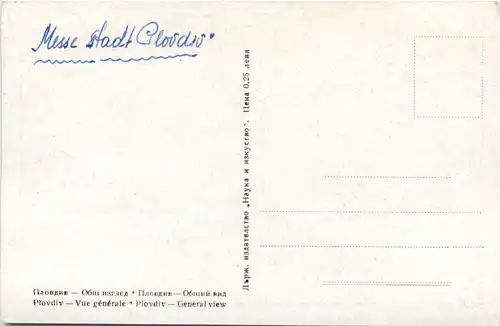 „Messe stadt Plovdiv"
Пловдив — Общ изглед * Пловдив — Общий вид
Plovdiv — Vue générale * Plovdiv — General view
Държ. издателство „Наука и изкуство". Цена 0,25 лева